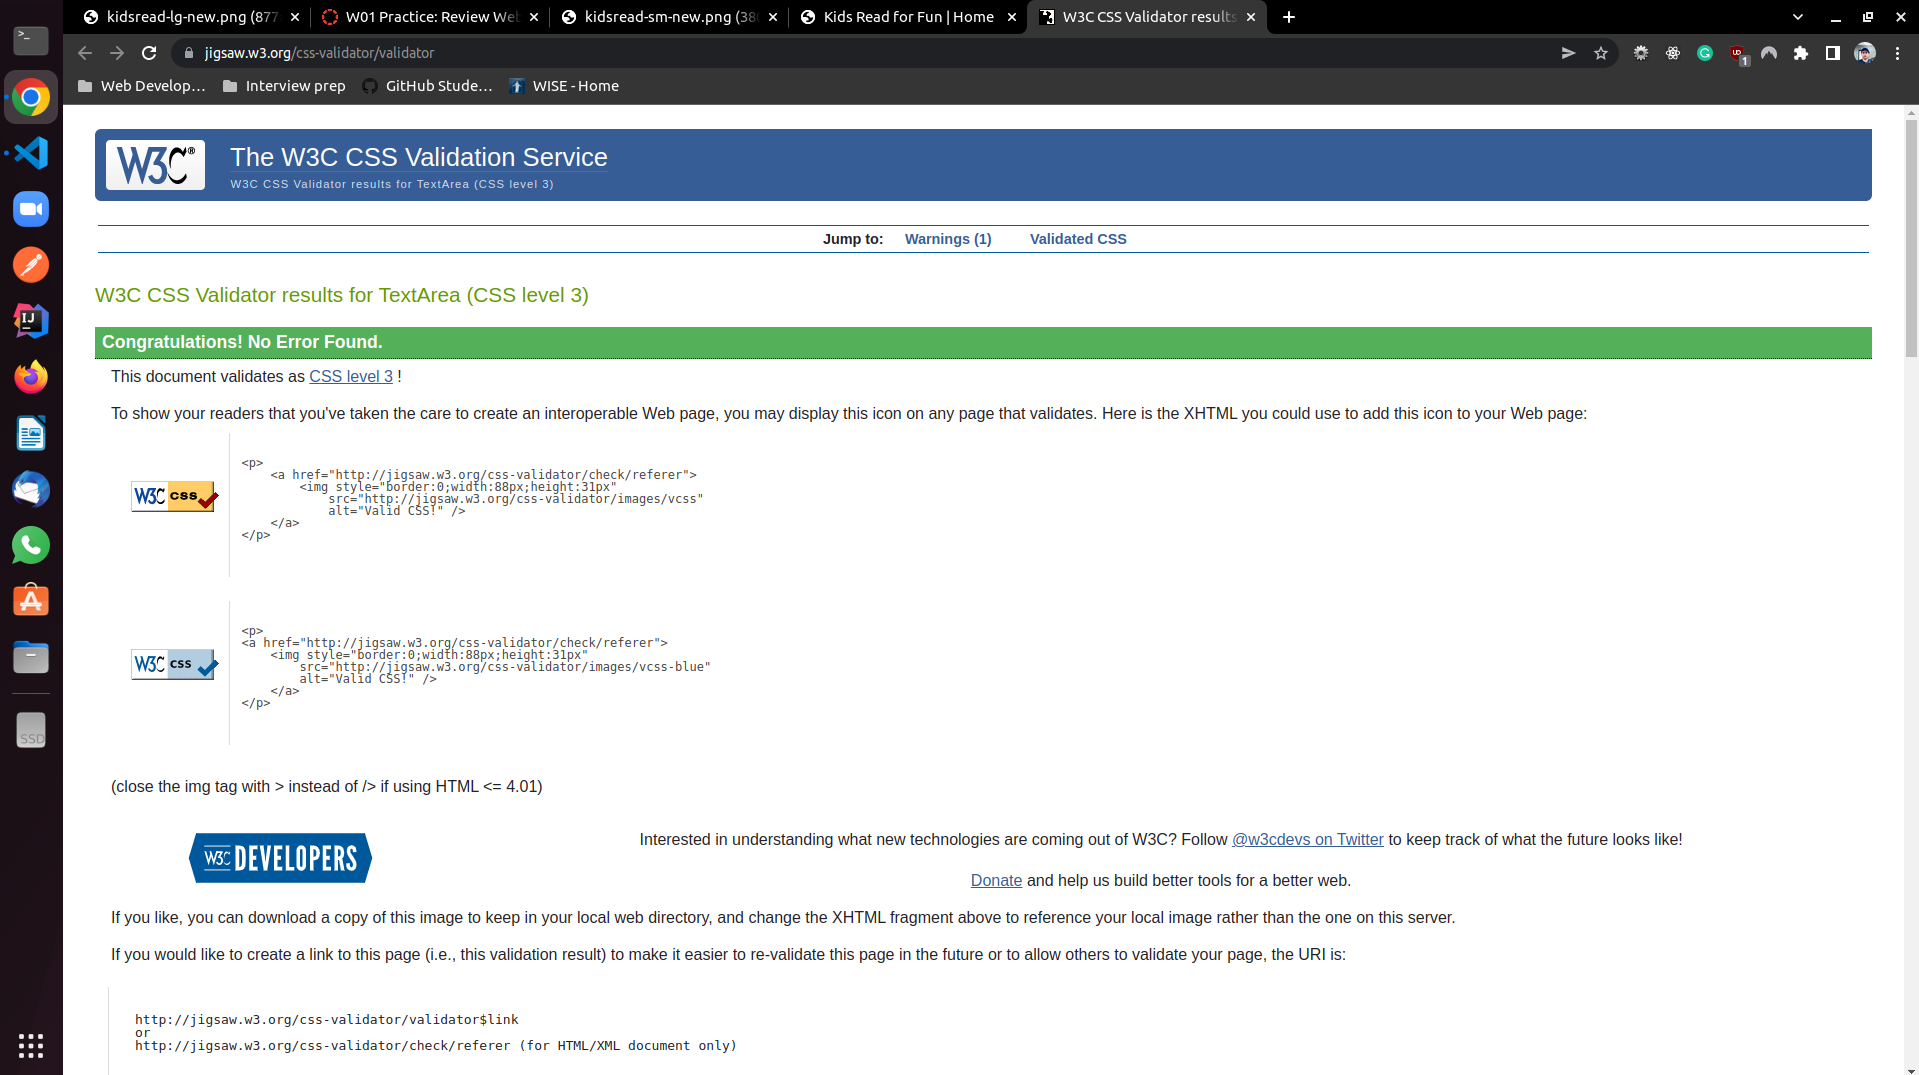 kidsread-lg-new.png (877
W01 Practice: Review We
kidsread-sm-new.png (38
Kids Read for Fun | Home
W3C CSS Validator results
jigsaw.w3.org/css-validator/validator
1
Web Develop…
Interview prep
GitHub Stude…
WISE - Home
W3C®
The W3C CSS Validation Service
W3C CSS Validator results for TextArea (CSS level 3)
Jump to: Warnings (1) Validated CSS
W3C CSS Validator results for TextArea (CSS level 3)
Congratulations! No Error Found.
This document validates as CSS level 3 !
To show your readers that you've taken the care to create an interoperable Web page, you may display this icon on any page that validates. Here is the XHTML you could use to add this icon to your Web page:
W3C css
<p>
<a href="http://jigsaw.w3.org/css-validator/check/referer">
<img style="border:0;width:88px;height:31px"
src="http://jigsaw.w3.org/css-validator/images/vcss"
alt="Valid CSS!" />
</a>
</p>
W3C css
<p>
<a href="http://jigsaw.w3.org/css-validator/check/referer">
<img style="border:0;width:88px;height:31px"
src="http://jigsaw.w3.org/css-validator/images/vcss-blue"
alt="Valid CSS!" />
</a>
</p>
(close the img tag with > instead of /> if using HTML <= 4.01)
W3C DEVELOPERS
Interested in understanding what new technologies are coming out of W3C? Follow @w3cdevs on Twitter to keep track of what the future looks like!
Donate and help us build better tools for a better web.
If you like, you can download a copy of this image to keep in your local web directory, and change the XHTML fragment above to reference your local image rather than the one on this server.
If you would like to create a link to this page (i.e., this validation result) to make it easier to re-validate this page in the future or to allow others to validate your page, the URI is:
http://jigsaw.w3.org/css-validator/validator$link
or
http://jigsaw.w3.org/css-validator/check/referer (for HTML/XML document only)
>_
IJ
SSD